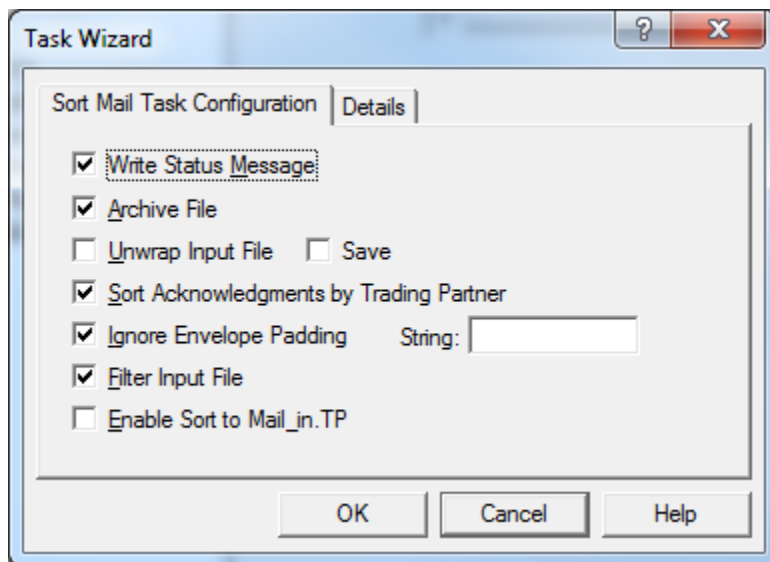 Task Wizard
?
Sort Mail Task Configuration Details
Write Status Message
Archive File
Unwrap Input File Save
Sort Acknowledgments by Trading Partner
Ignore Envelope Padding String:
Filter Input File
Enable Sort to Mail_in.TP
OK Cancel Help